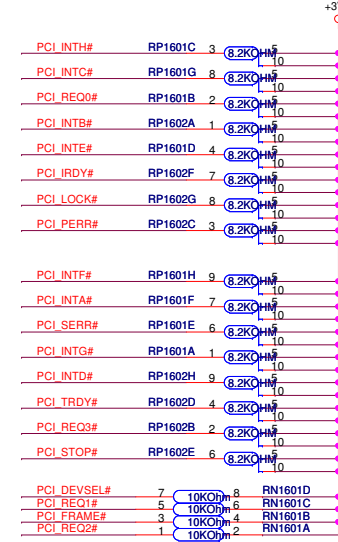 +3
PCI_INTH# RP1601C 3 8.2KOHM 5 10
PCI_INTC# RP1601G 8 8.2KOHM 5 10
PCI_REQ0# RP1601B 2 8.2KOHM 5 10
PCI_INTB# RP1602A 1 8.2KOHM 5 10
PCI_INTE# RP1601D 4 8.2KOHM 5 10
PCI_IRDY# RP1602F 7 8.2KOHM 5 10
PCI_LOCK# RP1602G 8 8.2KOHM 5 10
PCI_PERR# RP1602C 3 8.2KOHM 5 10
PCI_INTF# RP1601H 9 8.2KOHM 5 10
PCI_INTA# RP1601F 7 8.2KOHM 5 10
PCI_SERR# RP1601E 6 8.2KOHM 5 10
PCI_INTG# RP1601A 1 8.2KOHM 5 10
PCI_INTD# RP1602H 9 8.2KOHM 5 10
PCI_TRDY# RP1602D 4 8.2KOHM 5 10
PCI_REQ3# RP1602B 2 8.2KOHM 5 10
PCI_STOP# RP1602E 6 8.2KOHM 5 10
PCI_DEVSEL# 7 10KOhm 8 RN1601D
PCI_REQ1# 5 10KOhm 6 RN1601C
PCI_FRAME# 3 10KOhm 4 RN1601B
PCI_REQ2# 1 10KOhm 2 RN1601A